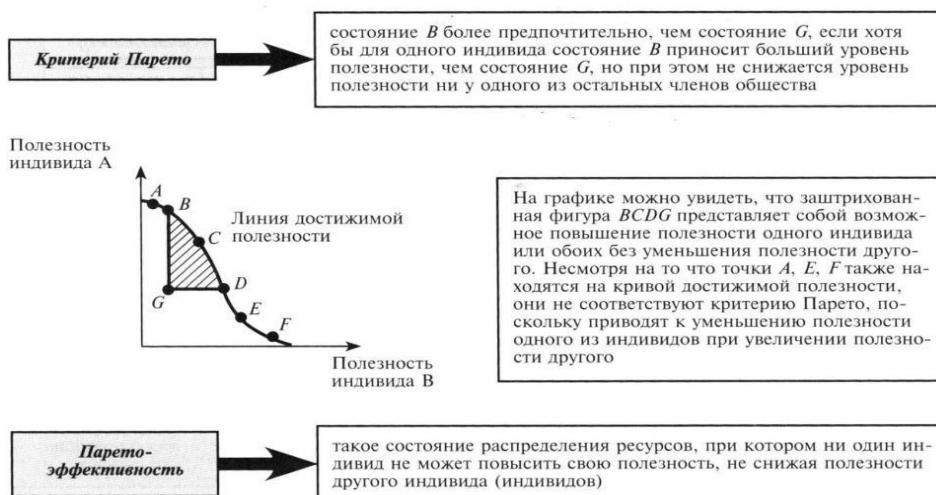 Критерий Парето
состояние B более предпочтительно, чем состояние G, если хотя
бы для одного индивида состояние B приносит больший уровень
полезности, чем состояние G, но при этом не снижается уровень
полезности ни у одного из остальных членов общества
Полезность
индивида А
A
B
Линия достижимой
полезности
C
G
D
E
F
Полезность
индивида В
На графике можно увидеть, что заштрихован-
ная фигура BCDG представляет собой возмож-
ное повышение полезности одного индивида
или обоих без уменьшения полезности друго-
го. Несмотря на то что точки A, E, F также на-
ходятся на кривой достижимой полезности,
они не соответствуют критерию Парето, по-
скольку приводят к уменьшению полезности
одного из индивидов при увеличении полезно-
сти другого
Парето-
эффективность
такое состояние распределения ресурсов, при котором ни один ин-
дивид не может повысить свою полезность, не снижая полезности
другого индивида (индивидов)